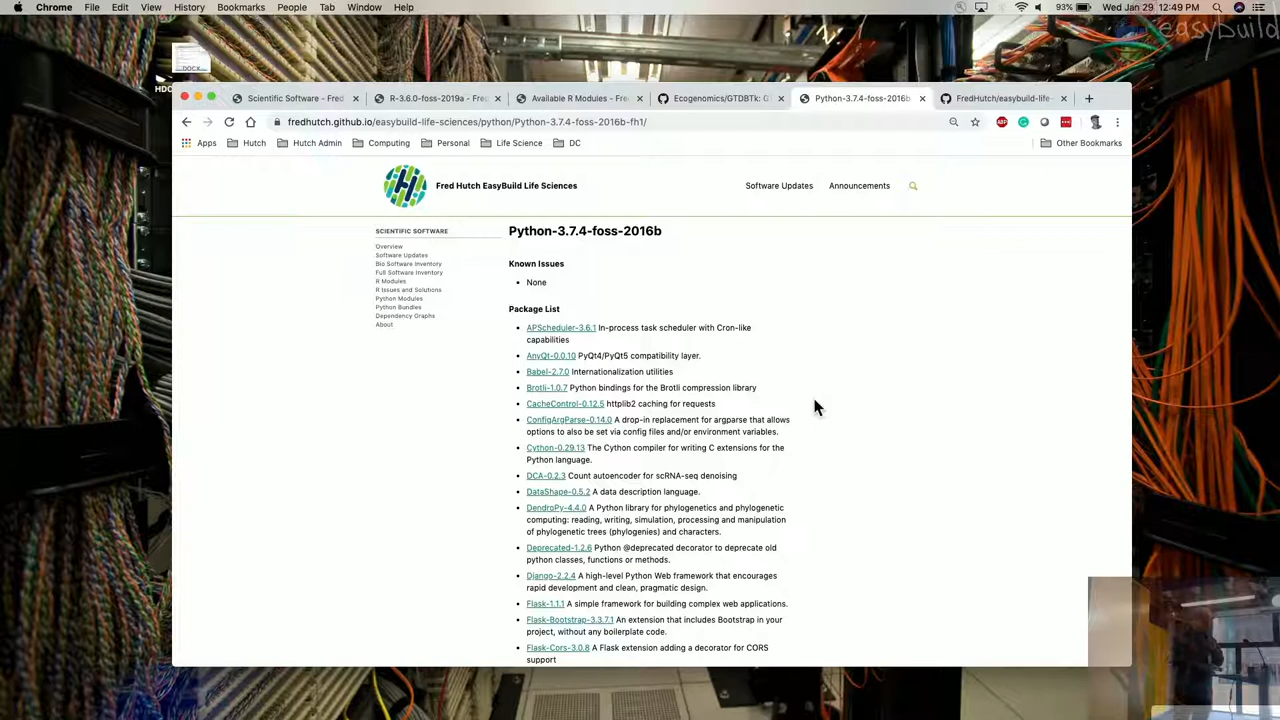 Chrome File Edit View History Bookmarks People Tab Window Help 93% Wed Jan 29 12:49 PM
easybuild
DOCX
HDC
Scientific Software – Fred R-3.6.0-foss-2019a – Fre Available R Modules – Fre Ecogenomics/GTDBTk: G Python-3.7.4-foss-2016b FredHutch/easybuild-life-
fredhutch.github.io/easybuild-life-sciences/python/Python-3.7.4-foss-2016b-fh1/
Apps Hutch Hutch Admin Computing Personal Life Science DC Other Bookmarks
Fred Hutch EasyBuild Life Sciences Software Updates Announcements
SCIENTIFIC SOFTWARE
Overview
Software Updates
Bio Software Inventory
Full Software Inventory
R Modules
R Issues and Solutions
Python Modules
Python Bundles
Dependency Graphs
About
Python-3.7.4-foss-2016b
Known Issues
• None
Package List
• APScheduler-3.6.1 In-process task scheduler with Cron-like
capabilities
• AnyQt-0.0.10 PyQt4/PyQt5 compatibility layer.
• Babel-2.7.0 Internationalization utilities
• Brotli-1.0.7 Python bindings for the Brotli compression library
• CacheControl-0.12.5 httplib2 caching for requests
• ConfigArgParse-0.14.0 A drop-in replacement for argparse that allows
options to also be set via config files and/or environment variables.
• Cython-0.29.13 The Cython compiler for writing C extensions for the
Python language.
• DCA-0.2.3 Count autoencoder for scRNA-seq denoising
• DataShape-0.5.2 A data description language.
• DendroPy-4.4.0 A Python library for phylogenetics and phylogenetic
computing: reading, writing, simulation, processing and manipulation
of phylogenetic trees (phylogenies) and characters.
• Deprecated-1.2.6 Python @deprecated decorator to deprecate old
python classes, functions or methods.
• Django-2.2.4 A high-level Python Web framework that encourages
rapid development and clean, pragmatic design.
• Flask-1.1.1 A simple framework for building complex web applications.
• Flask-Bootstrap-3.3.7.1 An extension that includes Bootstrap in your
project, without any boilerplate code.
• Flask-Cors-3.0.8 A Flask extension adding a decorator for CORS
support